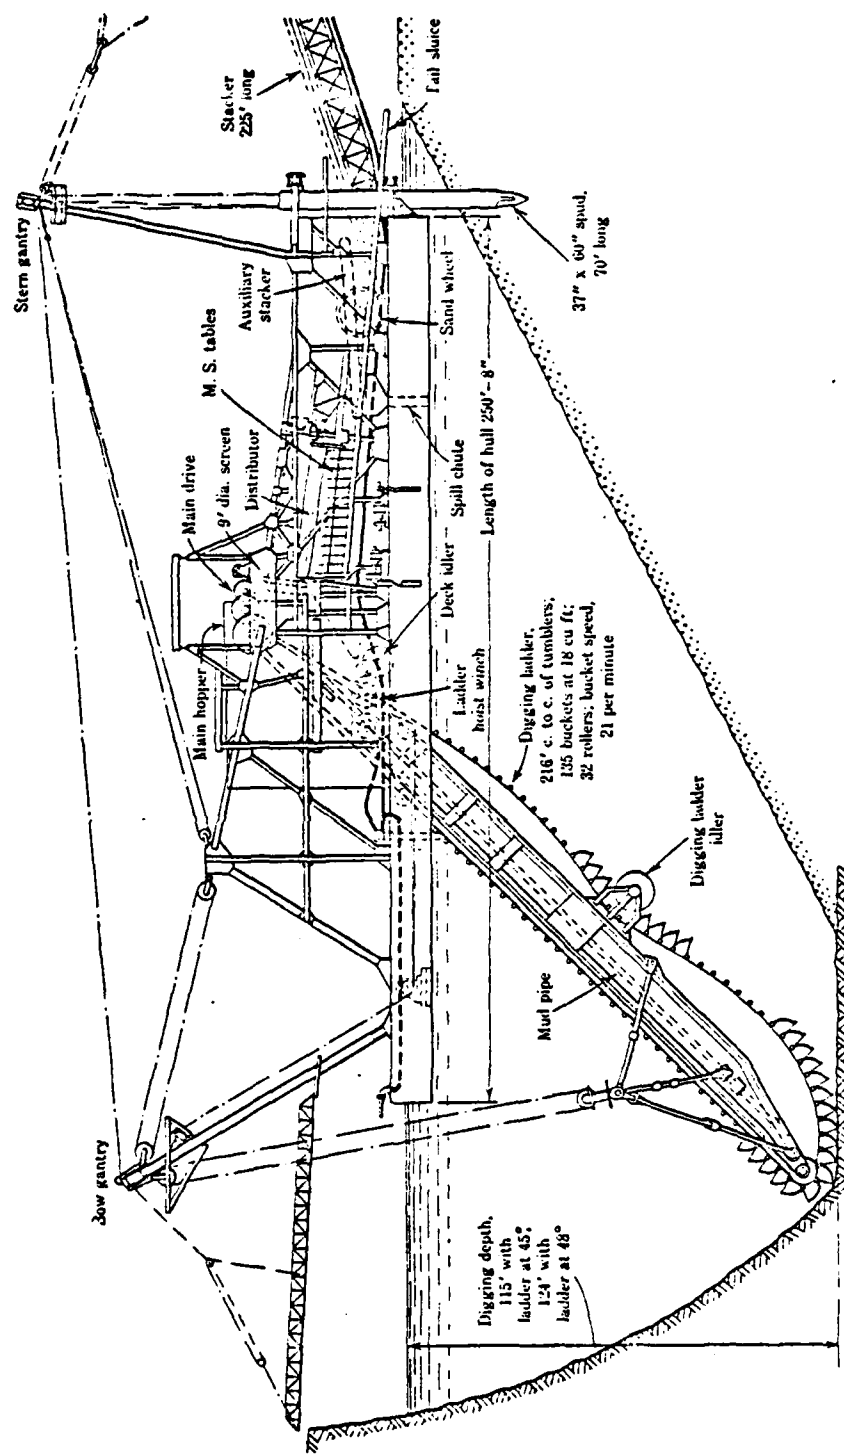 Stern gantry
Stacker
225' long
Tail sluice
37" x 60" spud,
70' long
Auxiliary
stacker
Sand wheel
M. S. tables
Distributor
9' dia. screen
Main drive
Spill chute
Length of hull 250'-8"
Deck idler
Main hopper
Ladder
hoist winch
Digging ladder,
216' c. to c. of tumblers;
135 buckets at 18 cu ft;
32 rollers; bucket speed,
21 per minute
Digging ladder
idler
Mud pipe
Bow gantry
Digging depth,
115' with
ladder at 45°;
124' with
ladder at 48°